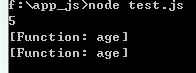 f:\app_js>node test.js
5
[Function: age]
[Function: age]